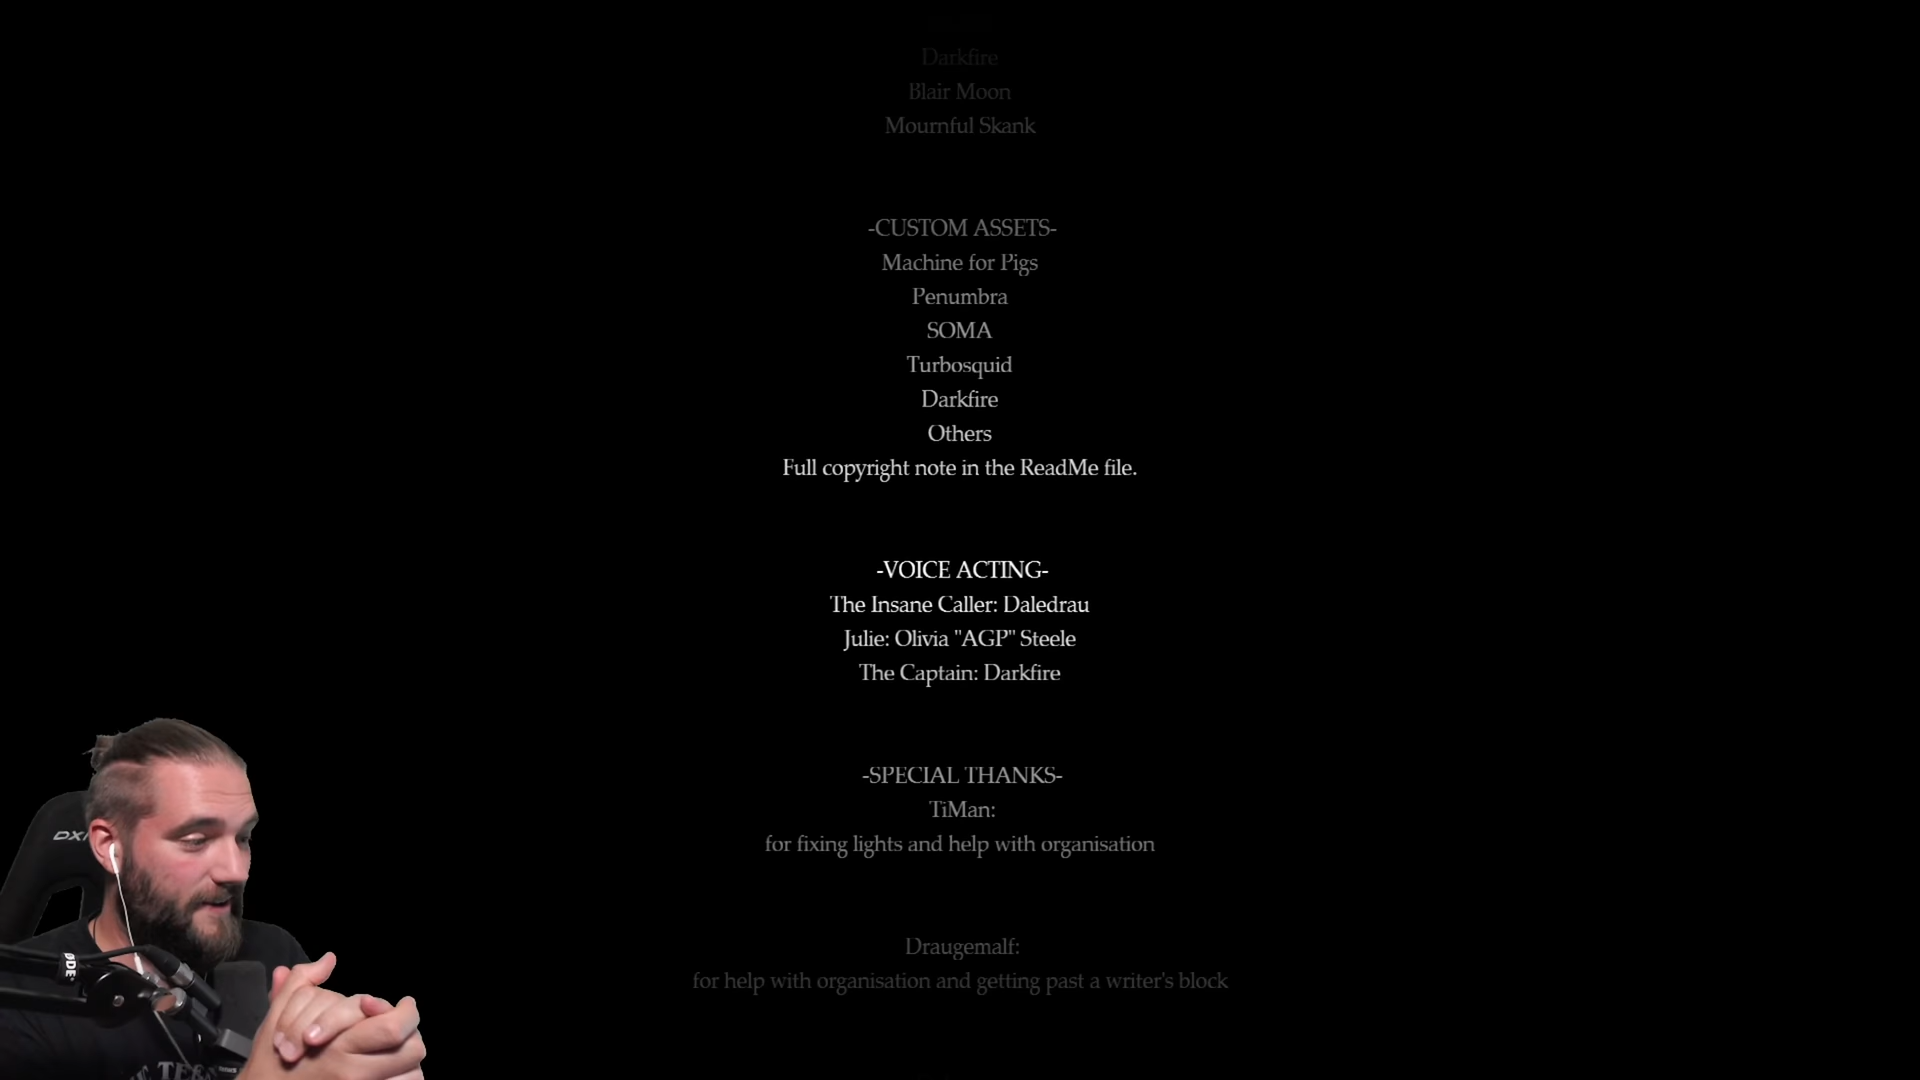 Darkfire
Blair Moon
Mournful Skank
-CUSTOM ASSETS-
Machine for Pigs
Penumbra
SOMA
Turbosquid
Darkfire
Others
Full copyright note in the ReadMe file.
-VOICE ACTING-
The Insane Caller: Daledrau
Julie: Olivia "AGP" Steele
The Captain: Darkfire
-SPECIAL THANKS-
TiMan:
for fixing lights and help with organisation
Draugemalf:
for help with organisation and getting past a writer's block